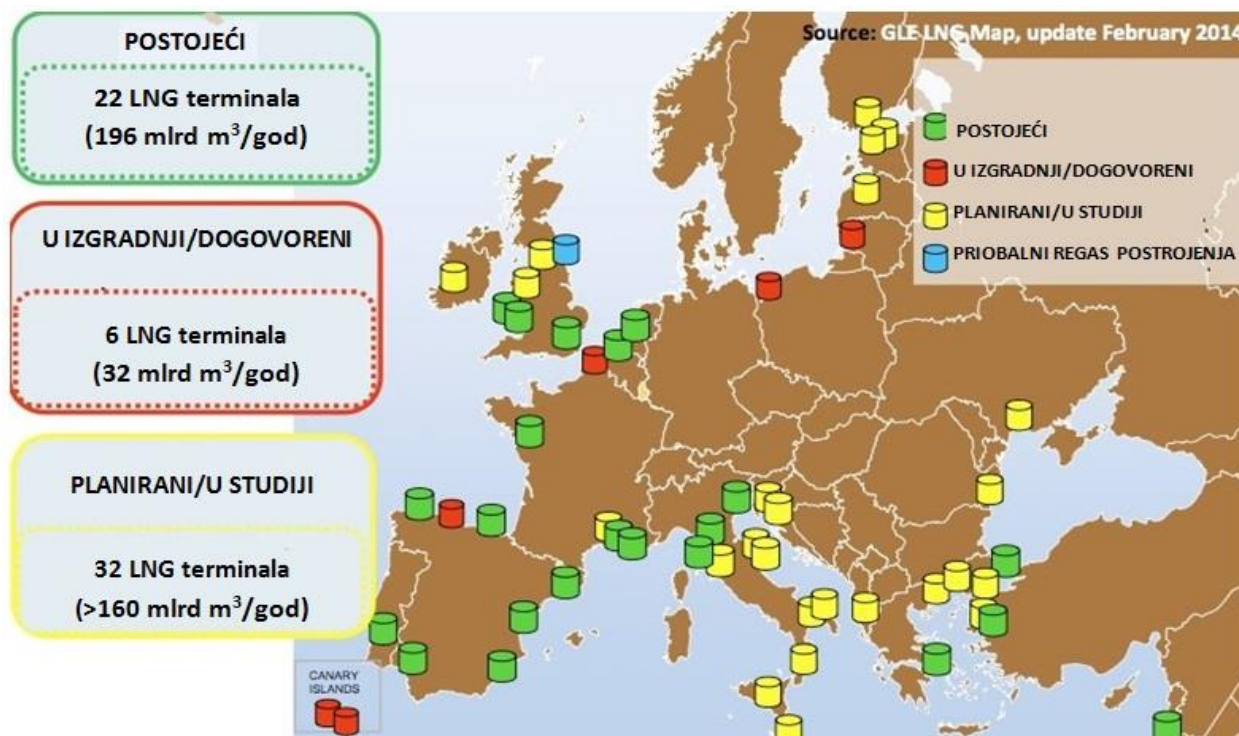 POSTOJEĆI
22 LNG terminala
(196 mlrd m³/god)
U IZGRADNJI/DOGOVORENI
6 LNG terminala
(32 mlrd m³/god)
PLANIRANI/U STUDIJI
32 LNG terminala
(>160 mlrd m³/god)
Source: GLE LNG Map, update February 2014
POSTOJEĆI
U IZGRADNJI/DOGOVORENI
PLANIRANI/U STUDIJI
PRIOBALNI REGAS POSTROJENJA
CANARY
ISLANDS